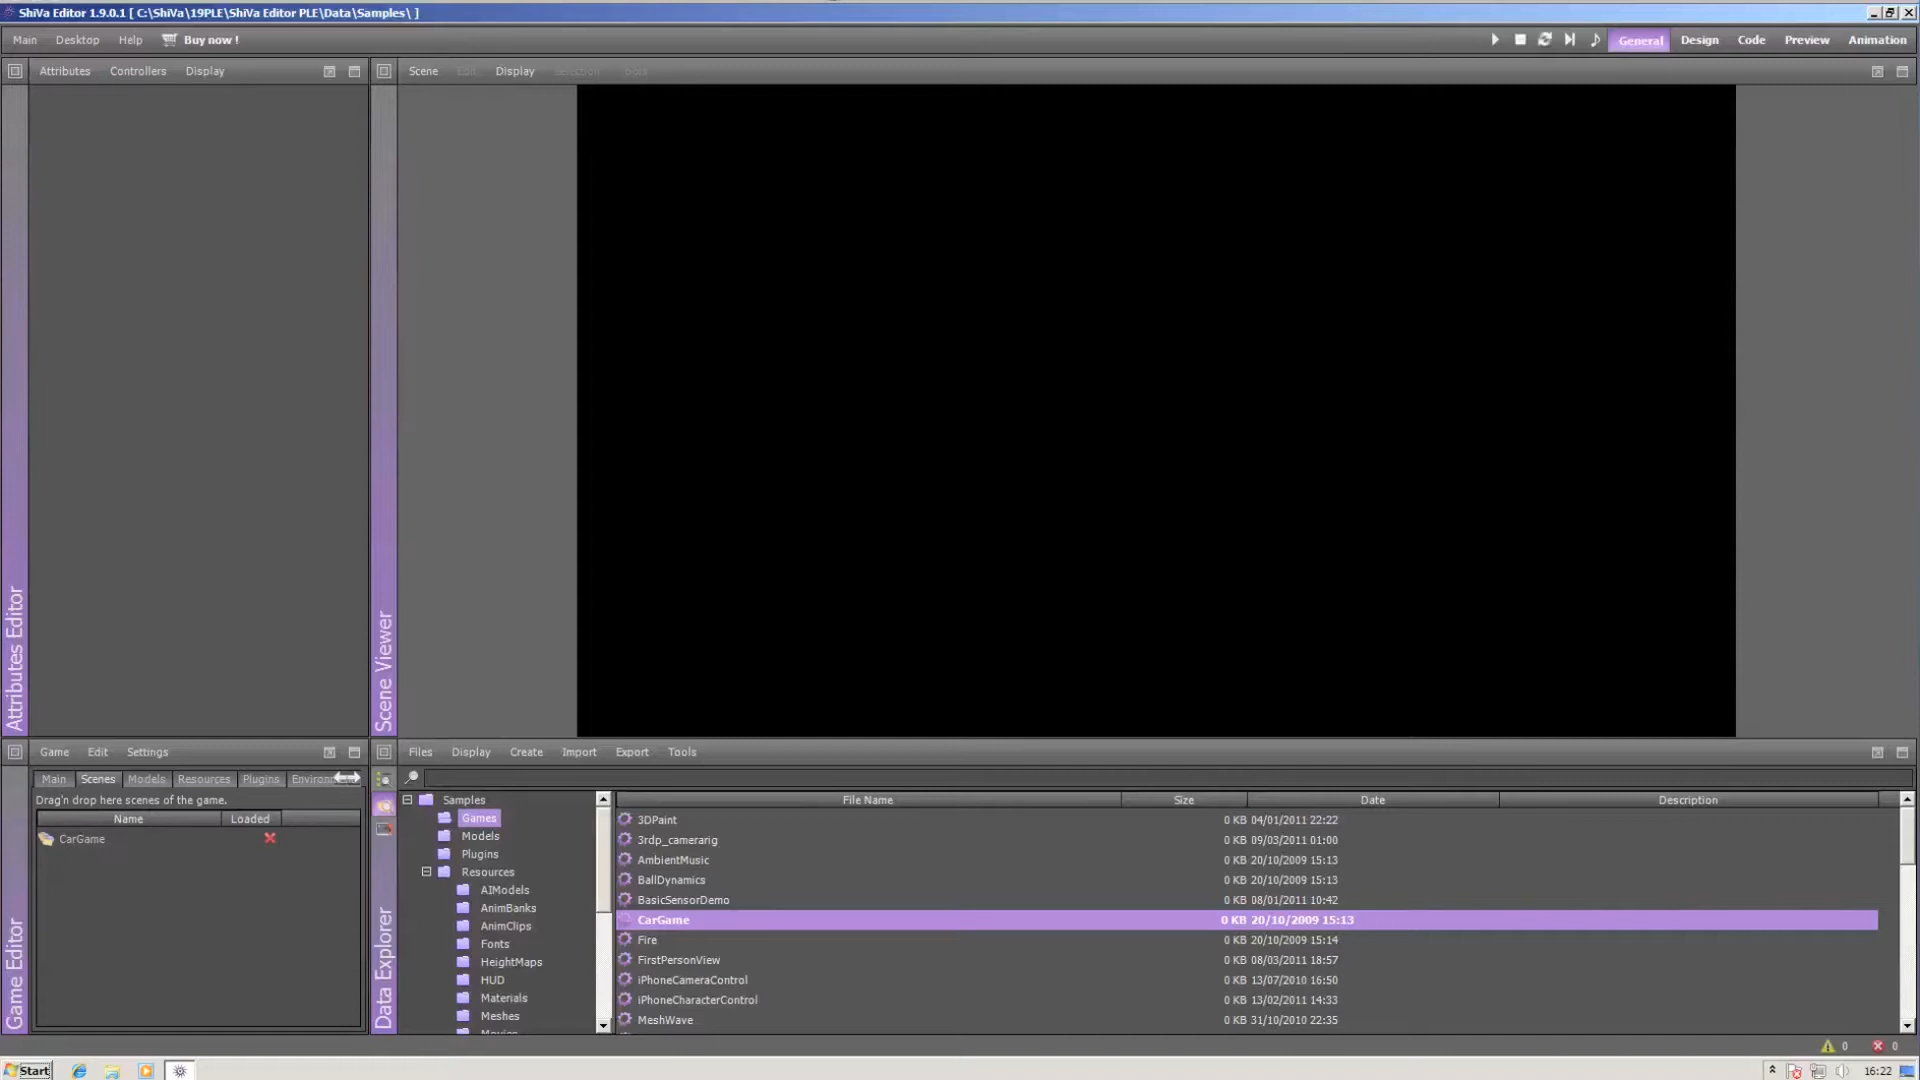 ShiVa Editor 1.9.0.1 [ C:\ShiVa\19PLE\ShiVa Editor PLE\Data\Samples\ ]
Main Desktop Help Buy now !
General Design Code Preview Animation
Attributes Controllers Display
Scene Edit Display Selection Tools
Attributes Editor
Scene Viewer
Game Edit Settings
Main Scenes Models Resources Plugins
Drag'n drop here scenes of the game.
Name Loaded
CarGame
Game Editor
Files Display Create Import Export Tools
Samples
Games
Models
Plugins
Resources
AIModels
AnimBanks
AnimClips
Fonts
HeightMaps
HUD
Materials
Meshes
Data Explorer
File Name Size Date Description
3DPaint 0 KB 04/01/2011 22:22
3rdp_camerarig 0 KB 09/03/2011 01:00
AmbientMusic 0 KB 20/10/2009 15:13
BallDynamics 0 KB 20/10/2009 15:13
BasicSensorDemo 0 KB 08/01/2011 10:42
CarGame 0 KB 20/10/2009 15:13
Fire 0 KB 20/10/2009 15:14
FirstPersonView 0 KB 08/03/2011 18:57
iPhoneCameraControl 0 KB 13/07/2010 16:50
iPhoneCharacterControl 0 KB 13/02/2011 14:33
MeshWave 0 KB 31/10/2010 22:35
0 0
Start 16:22